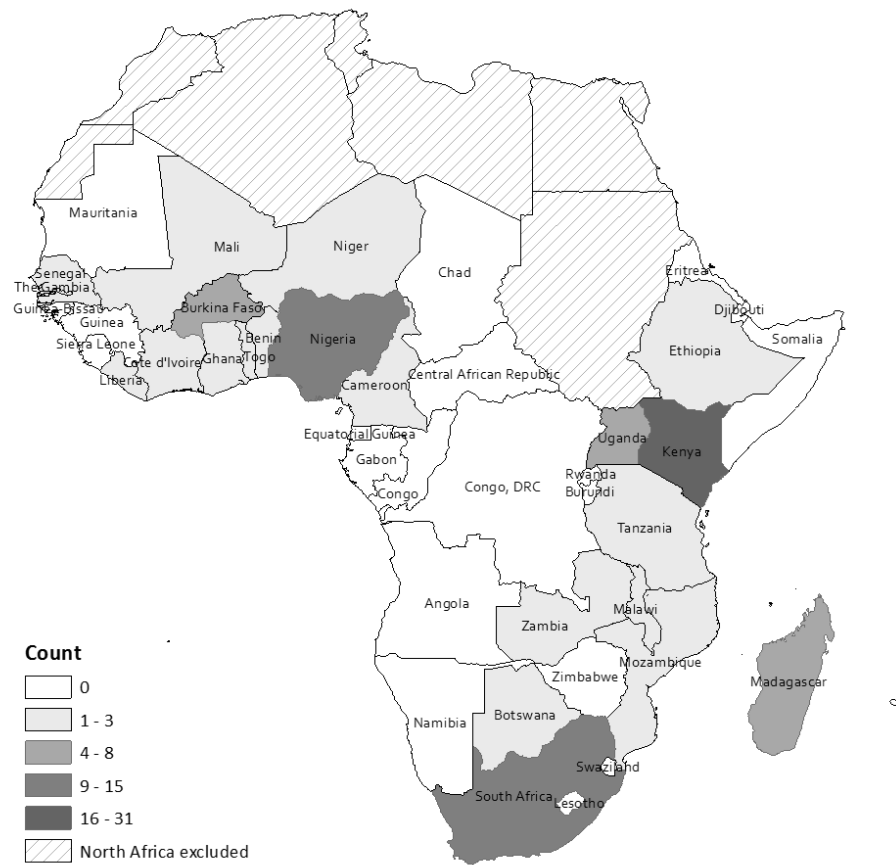 Mauritania
Mali
Niger
Chad
Eritrea
Senegal
The Gambia
Guinea-Bissau
Guinea
Burkina Faso
Djibouti
Sierra Leone
Nigeria
Benin
Somalia
Cote d'Ivoire
Ghana
Togo
Ethiopia
Liberia
Cameroon
Central African Republic
Equatorial Guinea
Uganda
Kenya
Gabon
Rwanda
Congo
Congo, DRC
Burundi
Tanzania
Angola
Malawi
Zambia
Mozambique
Zimbabwe
Madagascar
Namibia
Botswana
Swaziland
South Africa
Lesotho
Count
0
1 - 3
4 - 8
9 - 15
16 - 31
North Africa excluded